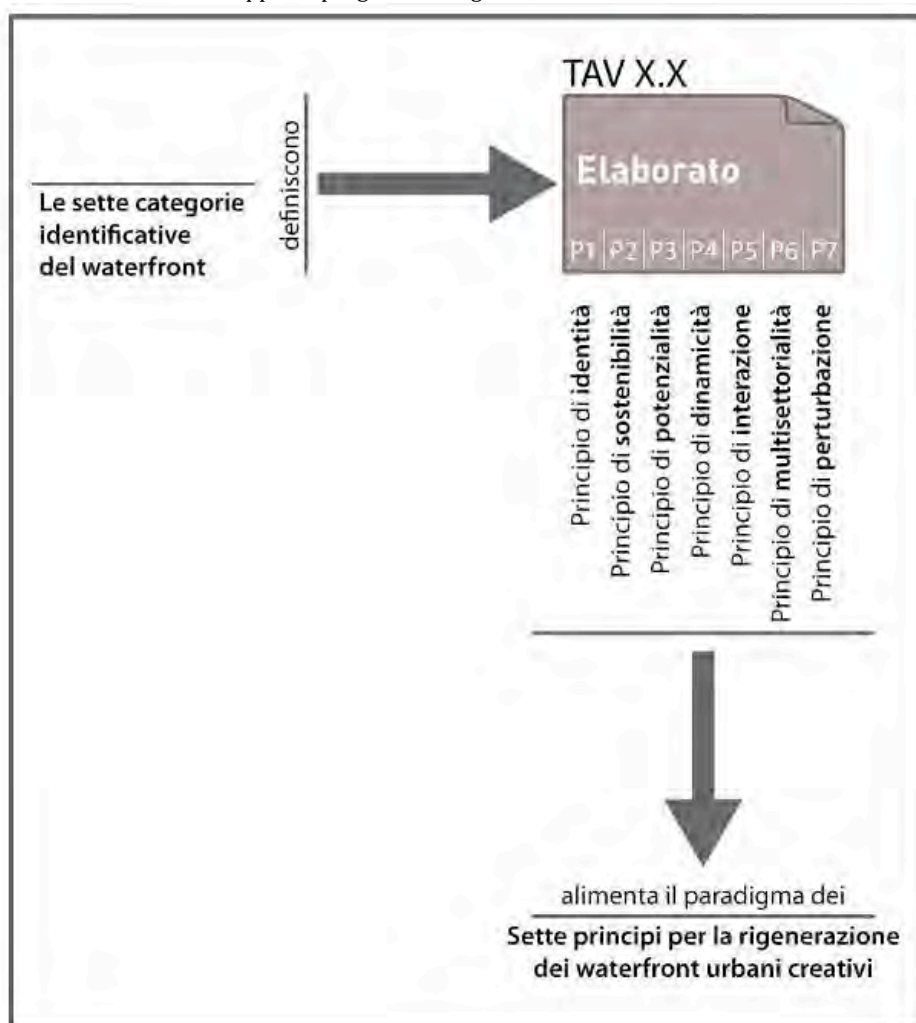 TAV X.X
Le sette categorie
identificative
del waterfront
definiscono
Elaborato
P1 P2 P3 P4 P5 P6 P7
Principio di identità
Principio di sostenibilità
Principio di potenzialità
Principio di dinamicità
Principio di interazione
Principio di multisettorialità
Principio di perturbazione
alimenta il paradigma dei
Sette principi per la rigenerazione
dei waterfront urbani creativi